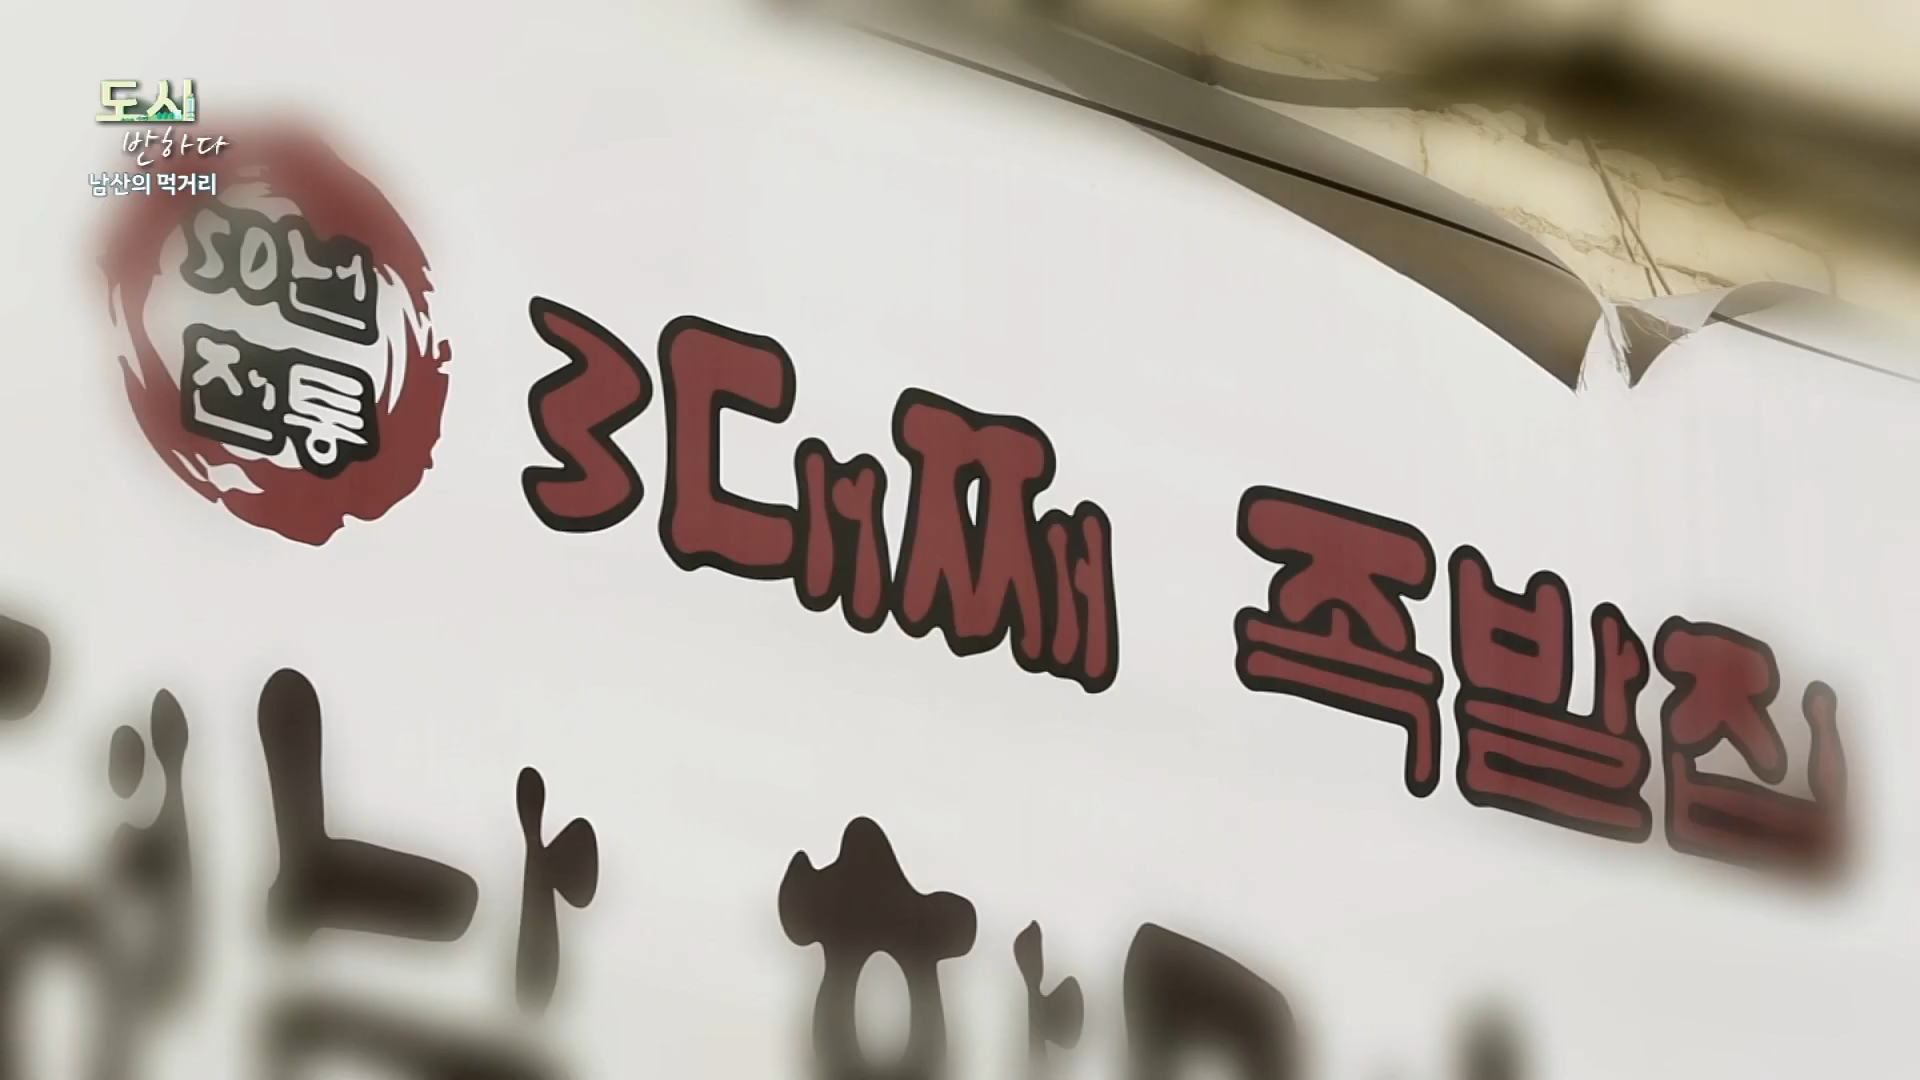 도시
반하다
남산의 먹거리
50년
전통
3대째 족발집